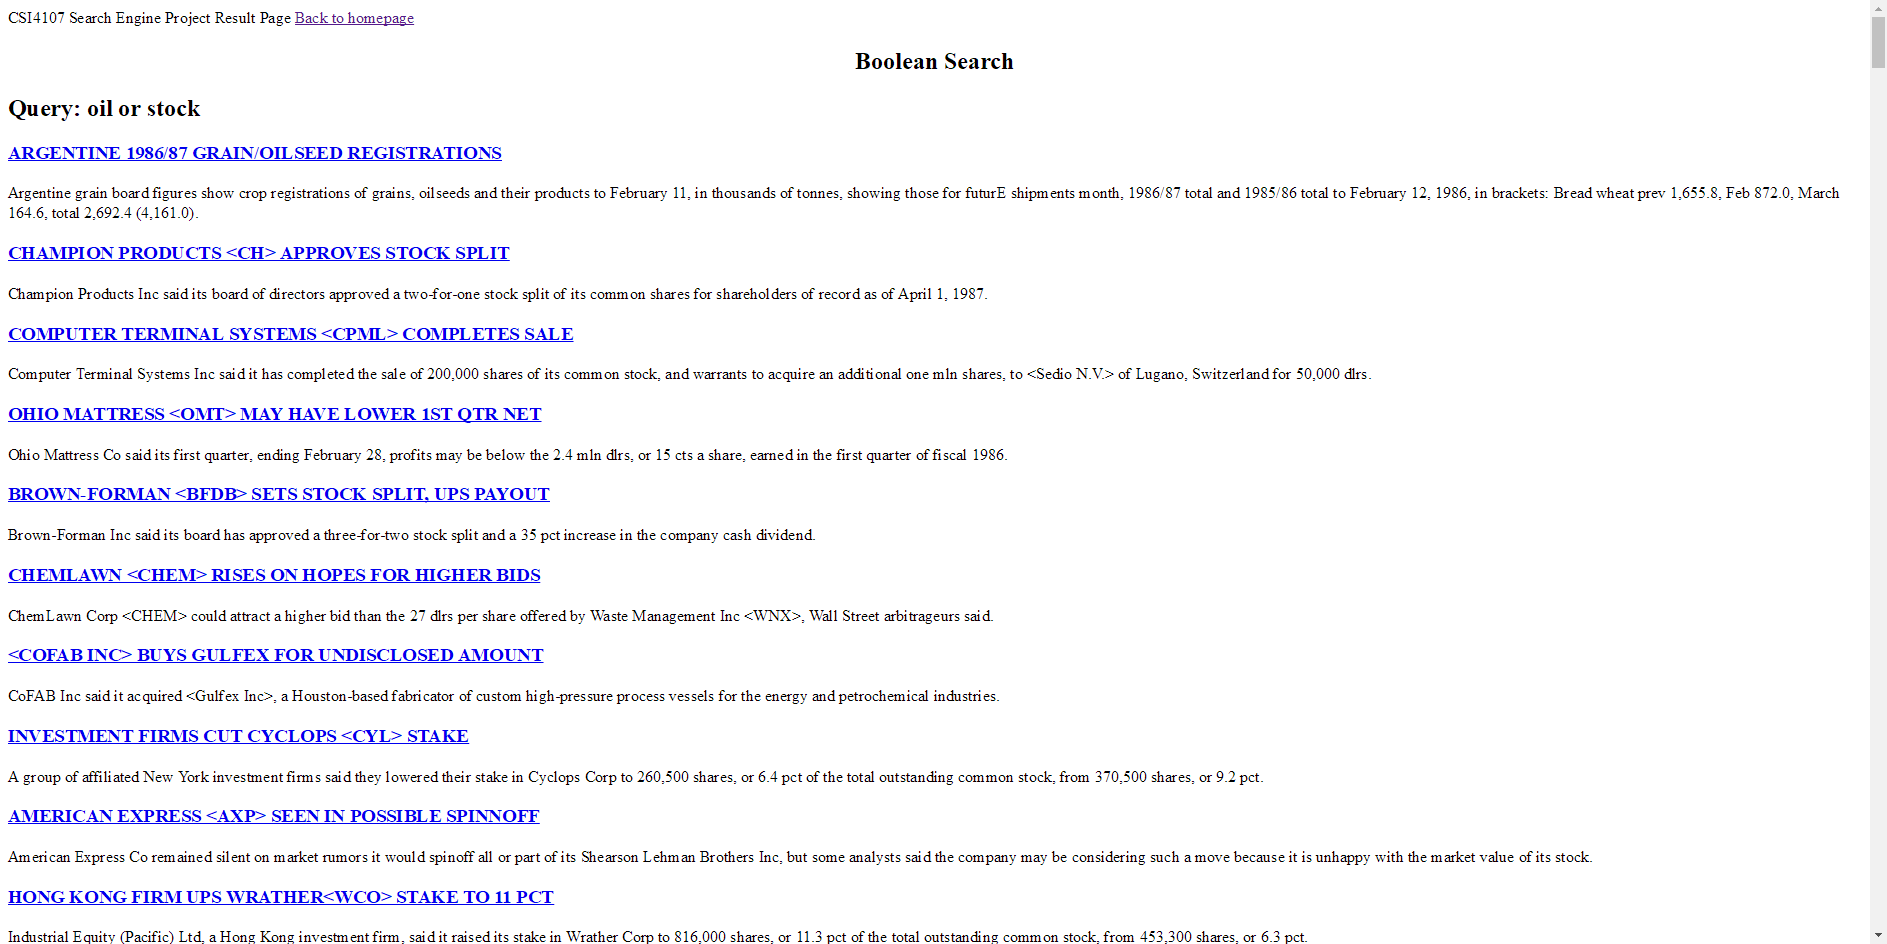 CSI4107 Search Engine Project Result Page Back to homepage
Boolean Search
Query: oil or stock
ARGENTINE 1986/87 GRAIN/OILSEED REGISTRATIONS
Argentine grain board figures show crop registrations of grains, oilseeds and their products to February 11, in thousands of tonnes, showing those for futurE shipments month, 1986/87 total and 1985/86 total to February 12, 1986, in brackets: Bread wheat prev 1,655.8, Feb 872.0, March
164.6, total 2,692.4 (4,161.0).
CHAMPION PRODUCTS <CH> APPROVES STOCK SPLIT
Champion Products Inc said its board of directors approved a two-for-one stock split of its common shares for shareholders of record as of April 1, 1987.
COMPUTER TERMINAL SYSTEMS <CPML> COMPLETES SALE
Computer Terminal Systems Inc said it has completed the sale of 200,000 shares of its common stock, and warrants to acquire an additional one mln shares, to <Sedio N.V.> of Lugano, Switzerland for 50,000 dlrs.
OHIO MATTRESS <OMT> MAY HAVE LOWER 1ST QTR NET
Ohio Mattress Co said its first quarter, ending February 28, profits may be below the 2.4 mln dlrs, or 15 cts a share, earned in the first quarter of fiscal 1986.
BROWN-FORMAN <BFDB> SETS STOCK SPLIT, UPS PAYOUT
Brown-Forman Inc said its board has approved a three-for-two stock split and a 35 pct increase in the company cash dividend.
CHEMLAWN <CHEM> RISES ON HOPES FOR HIGHER BIDS
ChemLawn Corp <CHEM> could attract a higher bid than the 27 dlrs per share offered by Waste Management Inc <WNX>, Wall Street arbitrageurs said.
<COFAB INC> BUYS GULFEX FOR UNDISCLOSED AMOUNT
CoFAB Inc said it acquired <Gulfex Inc>, a Houston-based fabricator of custom high-pressure process vessels for the energy and petrochemical industries.
INVESTMENT FIRMS CUT CYCLOPS <CYL> STAKE
A group of affiliated New York investment firms said they lowered their stake in Cyclops Corp to 260,500 shares, or 6.4 pct of the total outstanding common stock, from 370,500 shares, or 9.2 pct.
AMERICAN EXPRESS <AXP> SEEN IN POSSIBLE SPINNOFF
American Express Co remained silent on market rumors it would spinoff all or part of its Shearson Lehman Brothers Inc, but some analysts said the company may be considering such a move because it is unhappy with the market value of its stock.
HONG KONG FIRM UPS WRATHER<WCO> STAKE TO 11 PCT
Industrial Equity (Pacific) Ltd, a Hong Kong investment firm, said it raised its stake in Wrather Corp to 816,000 shares, or 11.3 pct of the total outstanding common stock, from 453,300 shares, or 6.3 pct.